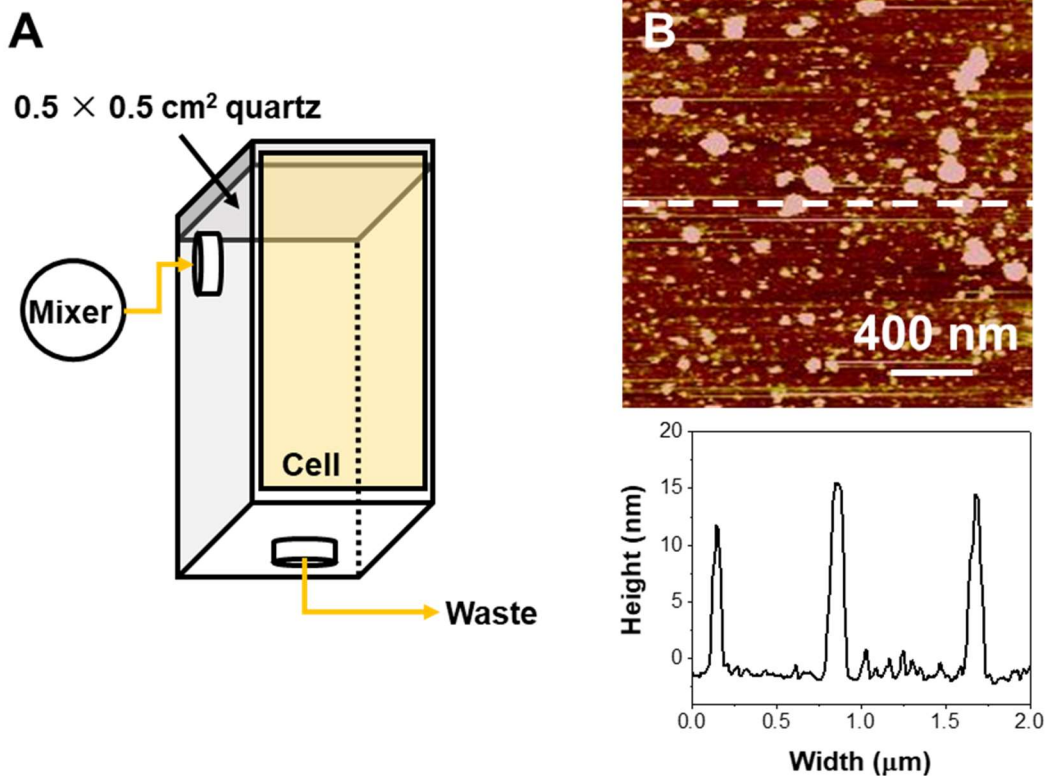 A
0.5 × 0.5 cm² quartz
Mixer
Cell
Waste
B
400 nm
20
15
10
5
0
Height (nm)
0.0
0.5
1.0
1.5
2.0
Width (μm)